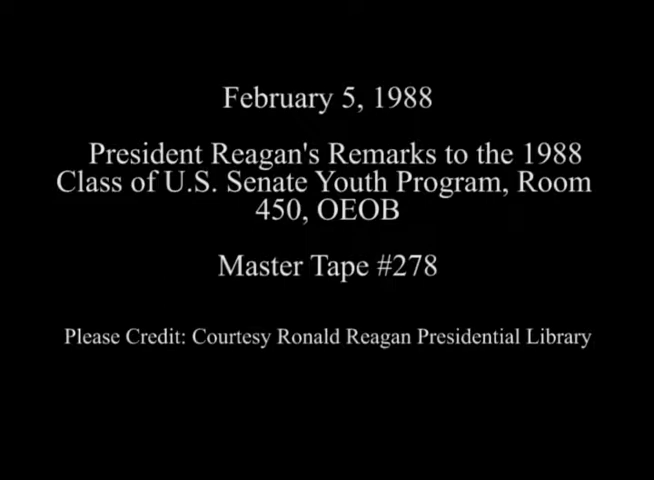 February 5, 1988
President Reagan's Remarks to the 1988
Class of U.S. Senate Youth Program, Room
450, OEOB
Master Tape #278
Please Credit: Courtesy Ronald Reagan Presidential Library